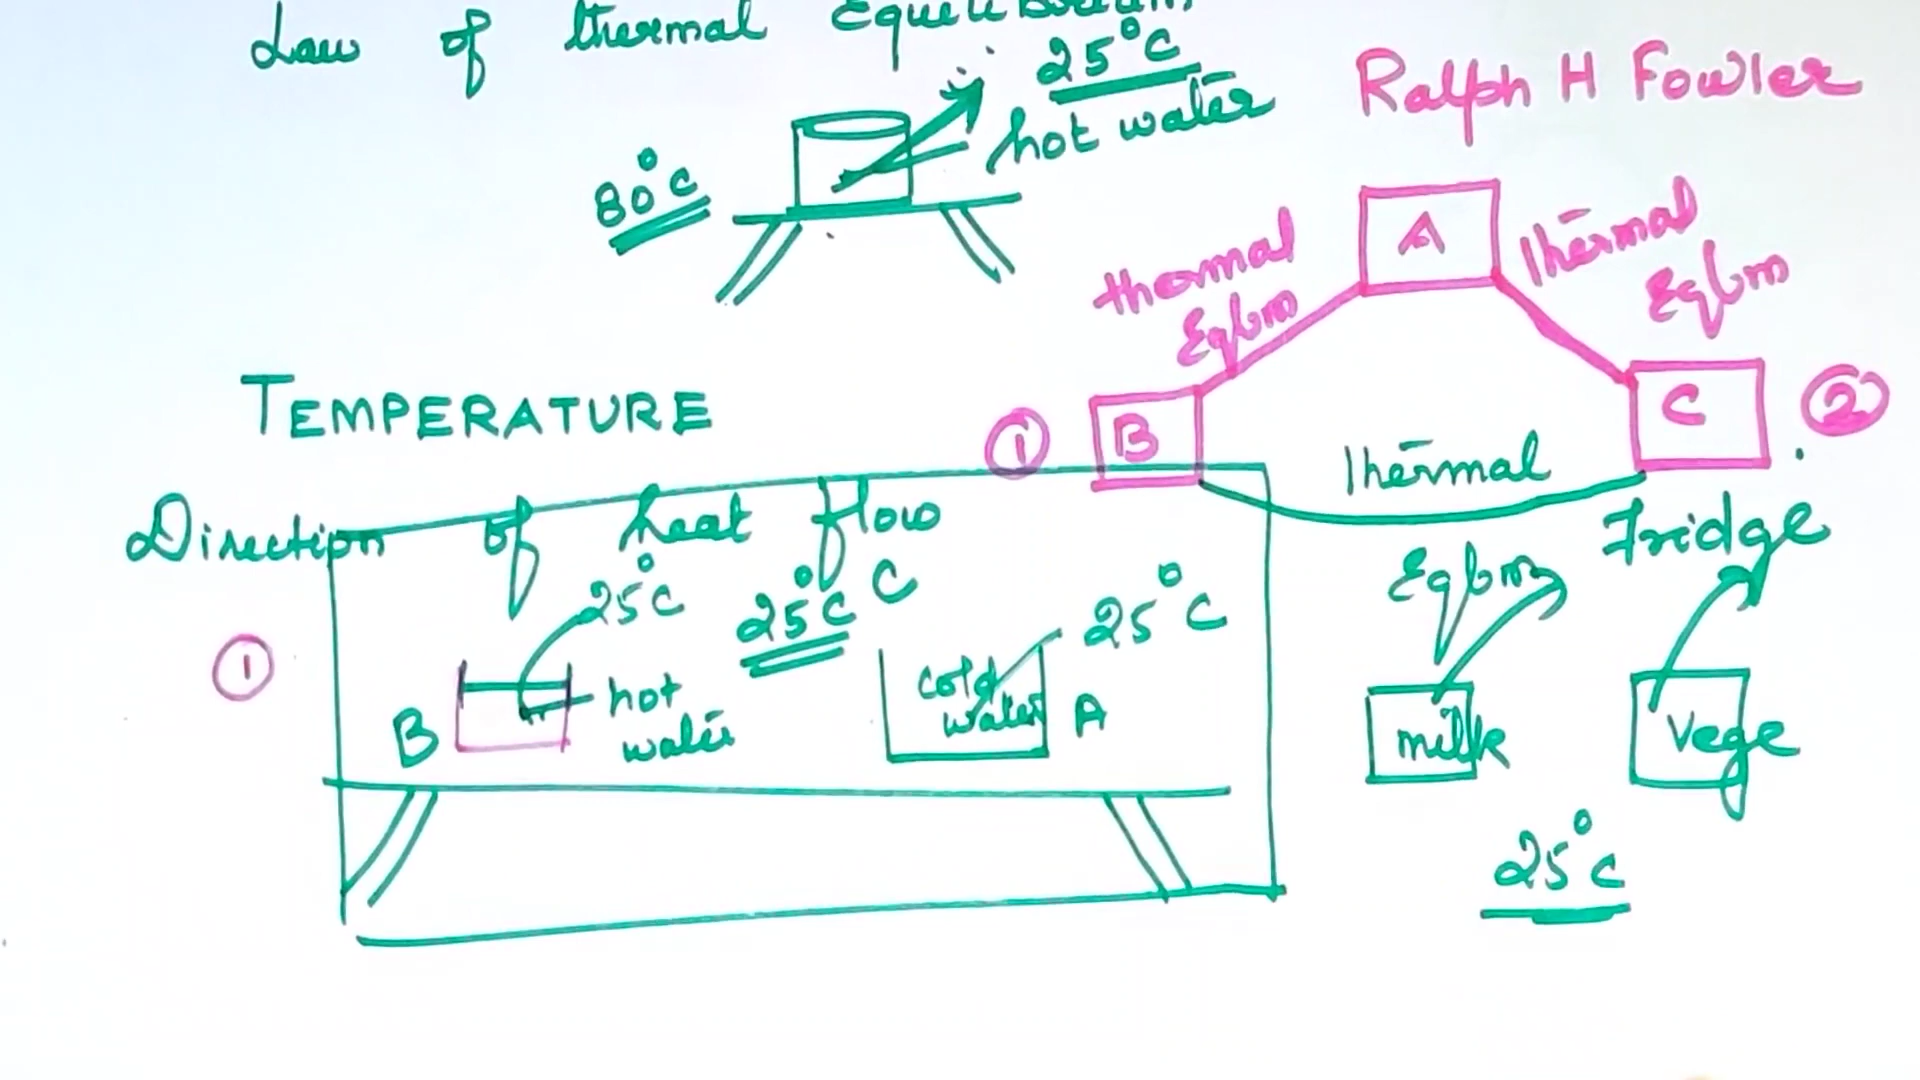 Law of thermal Equilibrium
25°C
hot water
80°C
Ralph H Fowler
A
thermal
Eqbm
Thermal
Eqbm
B
1
C
2
Thermal
Eqbm
TEMPERATURE
Direction of heat flow
25°C
25°C C
25°C
1
B
hot
water
cold
water
A
Fridge
milk
Vege
25°C